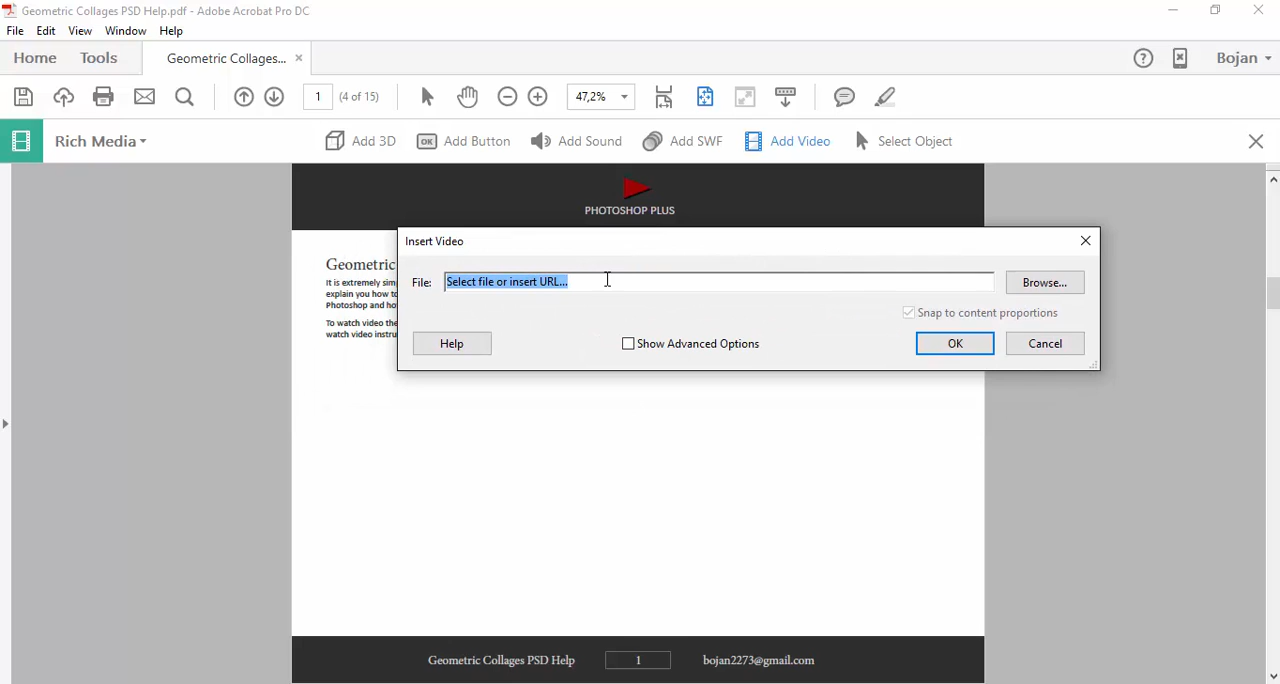 Geometric Collages PSD Help.pdf - Adobe Acrobat Pro DC
File Edit View Window Help
Home Tools Geometric Collages... × Bojan
1 (4 of 15) 47,2%
Rich Media Add 3D OK Add Button Add Sound Add SWF Add Video Select Object
PHOTOSHOP PLUS
Insert Video
File: Select file or insert URL... Browse...
Snap to content proportions
Help Show Advanced Options OK Cancel
Geometric
It is extremely sim
explain you how to
Photoshop and ho
To watch video the
watch video instru
Geometric Collages PSD Help 1 bojan2273@gmail.com